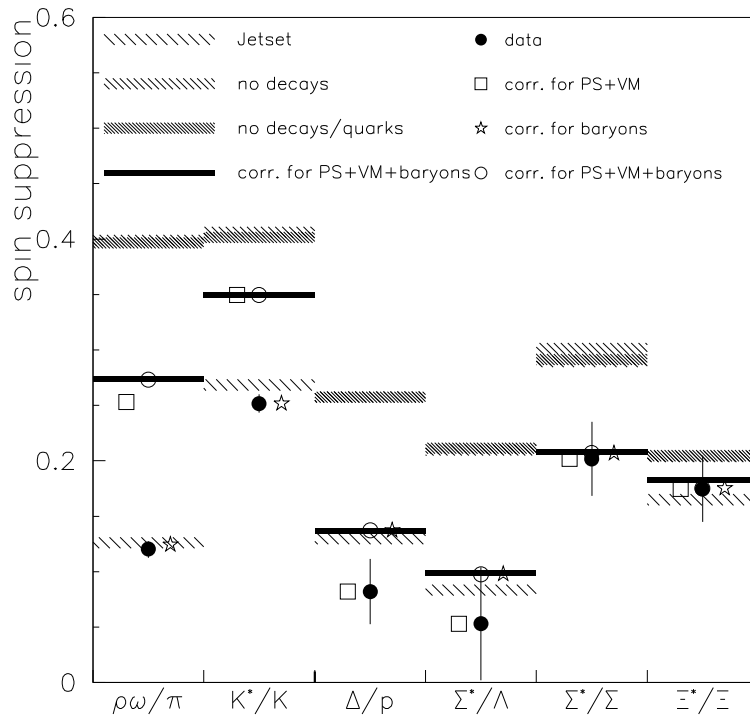 0.6
Jetset data
no decays corr. for PS+VM
no decays/quarks corr. for baryons
corr. for PS+VM+baryons corr. for PS+VM+baryons
spin suppression
0.4
0.2
0
ρω/π K*/K Δ/p Σ*/Λ Σ*/Σ Ξ*/Ξ